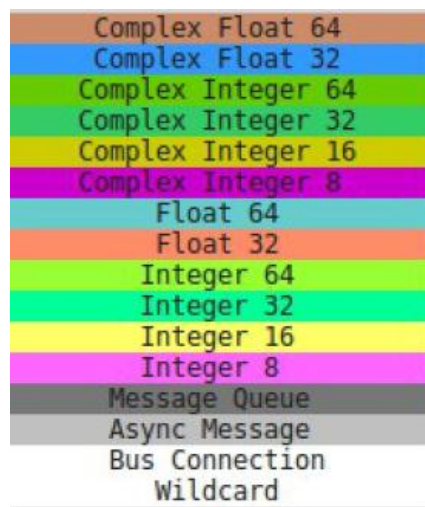 Complex Float 64
Complex Float 32
Complex Integer 64
Complex Integer 32
Complex Integer 16
Complex Integer 8
Float 64
Float 32
Integer 64
Integer 32
Integer 16
Integer 8
Message Queue
Async Message
Bus Connection
Wildcard